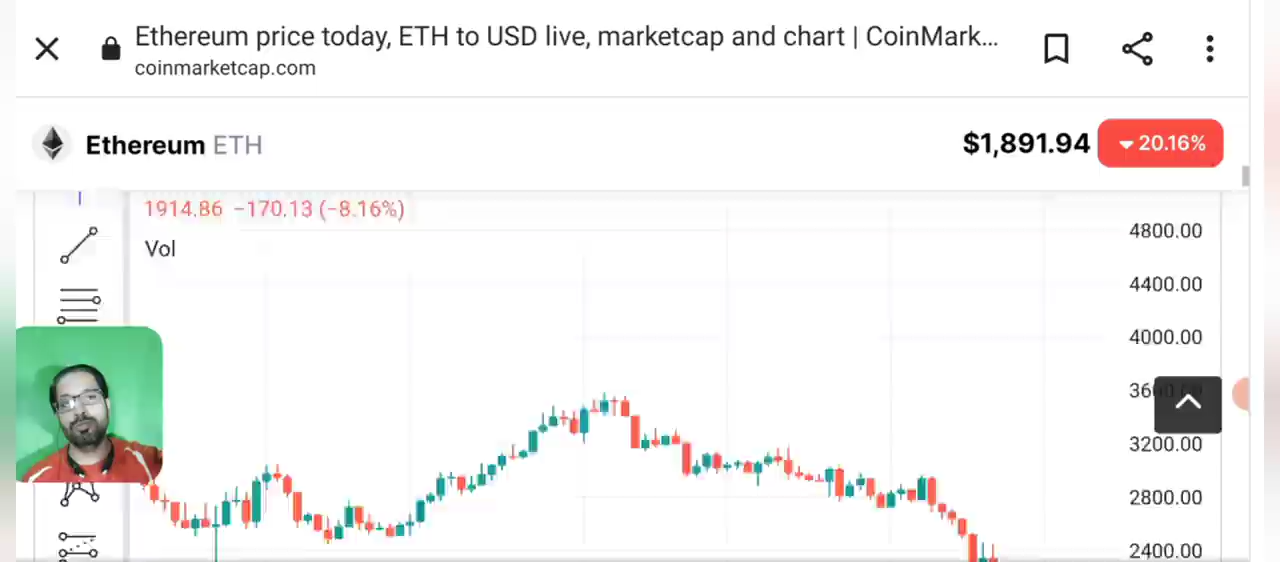 Ethereum price today, ETH to USD live, marketcap and chart | CoinMark...
coinmarketcap.com
Ethereum ETH
$1,891.94
20.16%
1914.86 −170.13 (−8.16%)
Vol
4800.00
4400.00
4000.00
3200.00
2800.00
2400.00